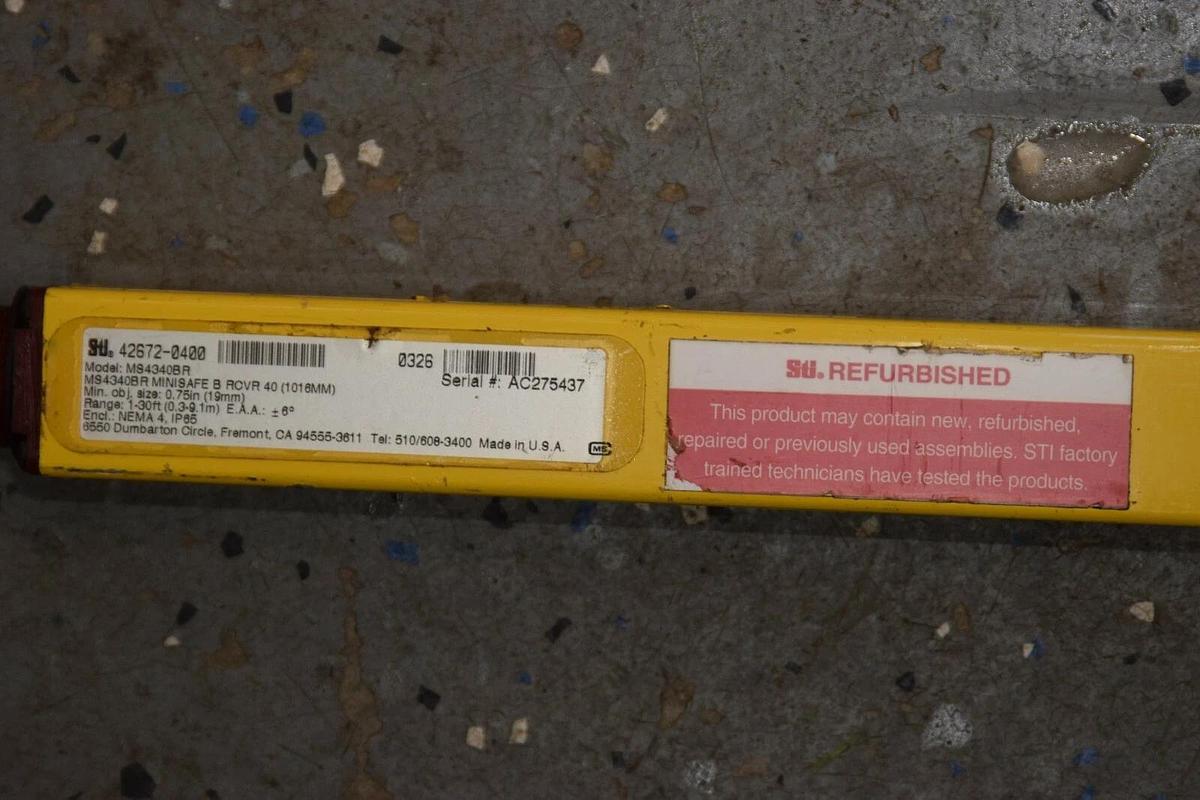 STI® 42672-0400 0326
Model: MS4340BR Serial #: AC275437
MS4340BR MINISAFE B RCVR 40 (1016MM)
Min. obj. size: 0.75in (19mm)
Range: 1-30ft (0.3-9.1m) E.A.A.: ±6°
Encl.: NEMA 4, IP65
6550 Dumbarton Circle, Fremont, CA 94555-3611 Tel: 510/608-3400 Made in U.S.A.
MS
STI® REFURBISHED
This product may contain new, refurbished,
repaired or previously used assemblies. STI factory
trained technicians have tested the products.